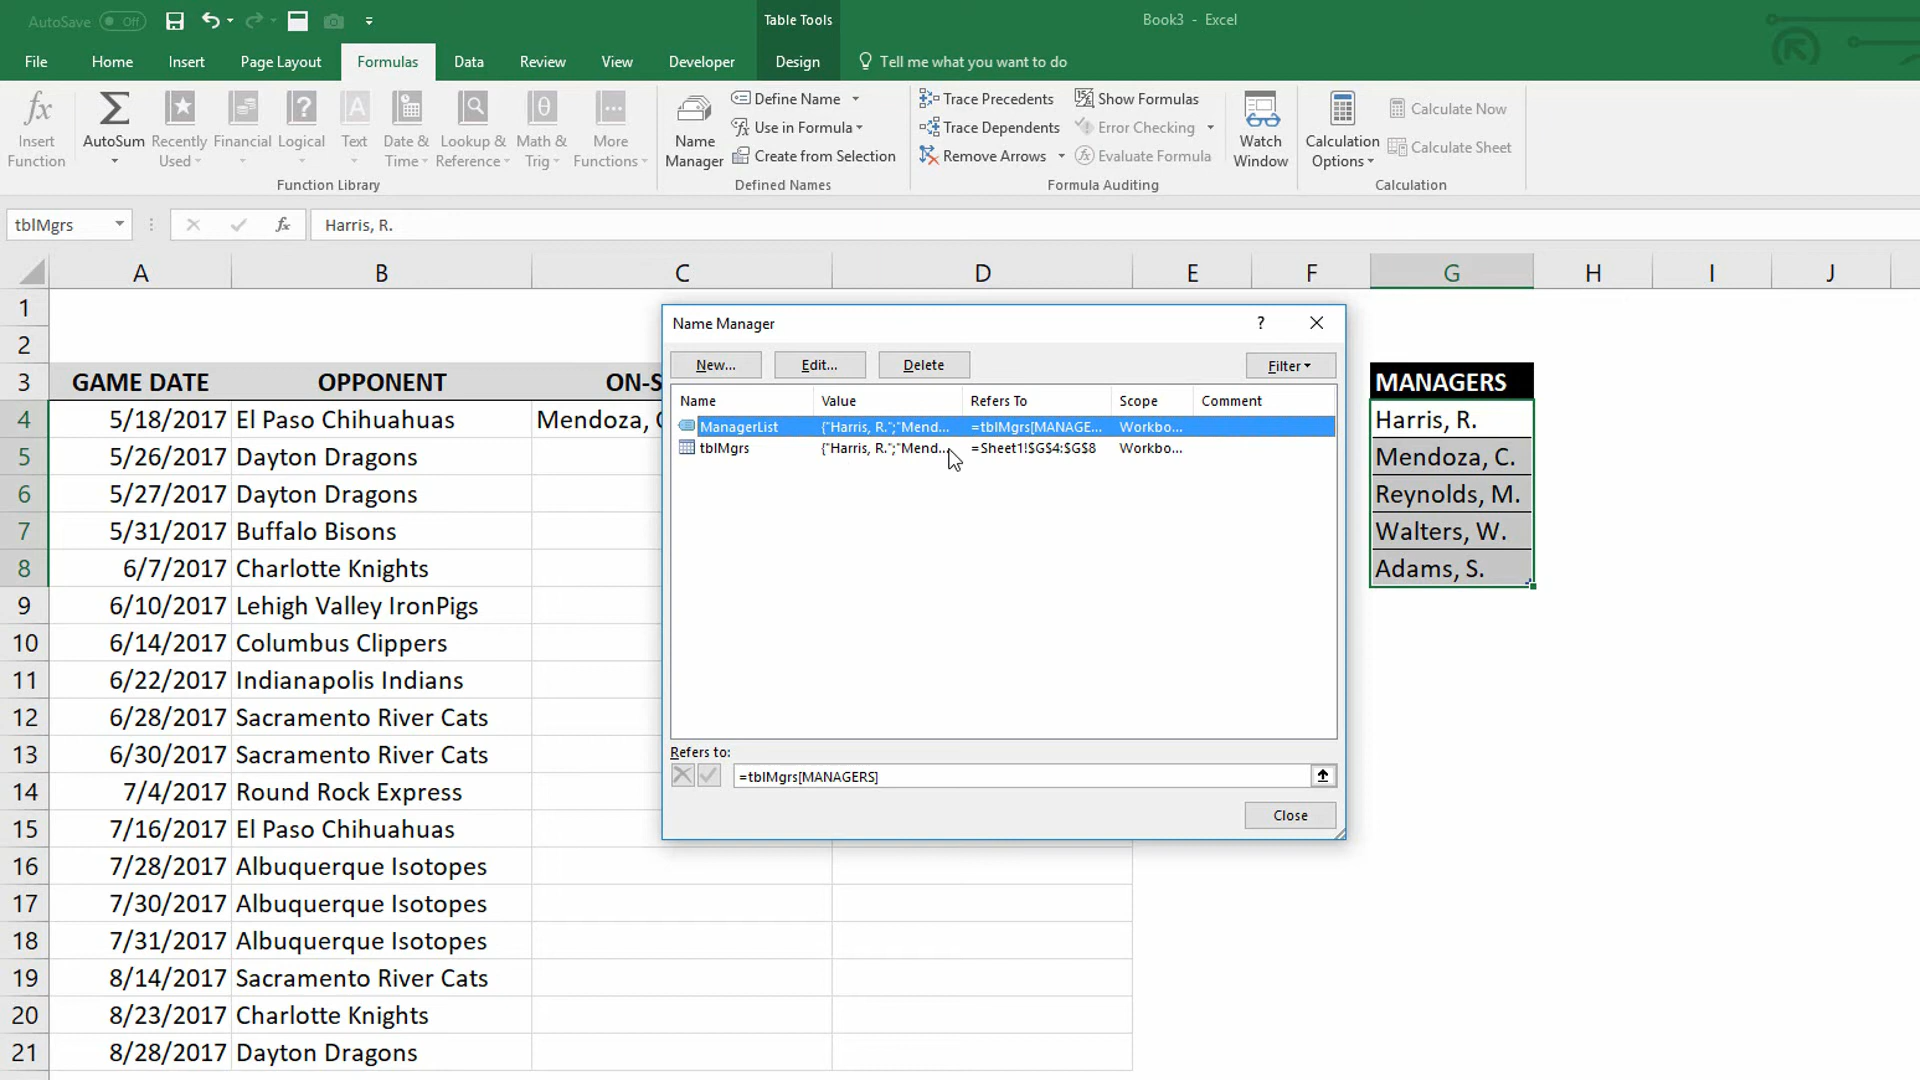 AutoSave Off
Table Tools
Book3 - Excel
File Home Insert Page Layout Formulas Data Review View Developer Design Tell me what you want to do
Insert Function
AutoSum
Recently Used
Financial
Logical
Text
Date & Time
Lookup & Reference
Math & Trig
More Functions
Function Library
Name Manager
Define Name
Use in Formula
Create from Selection
Defined Names
Trace Precedents
Trace Dependents
Remove Arrows
Show Formulas
Error Checking
Evaluate Formula
Formula Auditing
Watch Window
Calculation Options
Calculate Now
Calculate Sheet
Calculation
tblMgrs
fx
Harris, R.
A B C D E F G H I J
1
2
3 GAME DATE OPPONENT ON-S
4 5/18/2017 El Paso Chihuahuas Mendoza, C
5 5/26/2017 Dayton Dragons
6 5/27/2017 Dayton Dragons
7 5/31/2017 Buffalo Bisons
8 6/7/2017 Charlotte Knights
9 6/10/2017 Lehigh Valley IronPigs
10 6/14/2017 Columbus Clippers
11 6/22/2017 Indianapolis Indians
12 6/28/2017 Sacramento River Cats
13 6/30/2017 Sacramento River Cats
14 7/4/2017 Round Rock Express
15 7/16/2017 El Paso Chihuahuas
16 7/28/2017 Albuquerque Isotopes
17 7/30/2017 Albuquerque Isotopes
18 7/31/2017 Albuquerque Isotopes
19 8/14/2017 Sacramento River Cats
20 8/23/2017 Charlotte Knights
21 8/28/2017 Dayton Dragons
Name Manager ?
New... Edit... Delete Filter
Name Value Refers To Scope Comment
ManagerList {"Harris, R.";"Mend... =tblMgrs[MANAGE... Workbo...
tblMgrs {"Harris, R.";"Mend... =Sheet1!$G$4:$G$8 Workbo...
Refers to:
=tblMgrs[MANAGERS]
Close
MANAGERS
Harris, R.
Mendoza, C.
Reynolds, M.
Walters, W.
Adams, S.